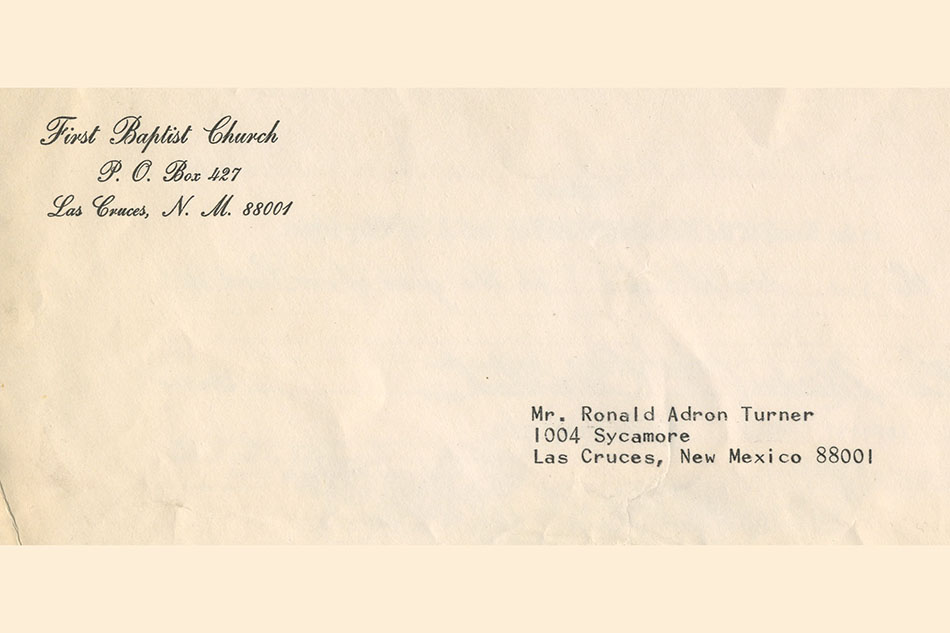 First Baptist Church
P. O. Box 427
Las Cruces, N. M. 88001
Mr. Ronald Adron Turner
1004 Sycamore
Las Cruces, New Mexico 88001